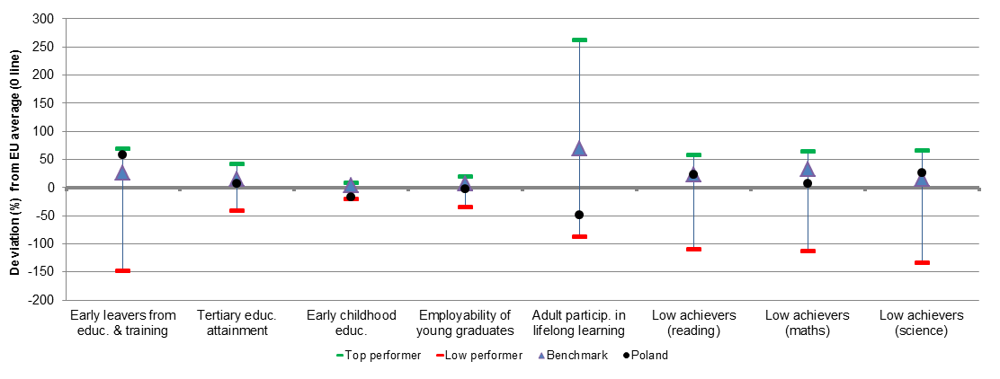 300
250
200
150
100
50
0
-50
-100
-150
-200
Deviation (%) from EU average (0 line)
Early leavers from
educ. & training
Tertiary educ.
attainment
Early childhood
educ.
Employability of
young graduates
Adult particip. in
lifelong learning
Low achievers
(reading)
Low achievers
(maths)
Low achievers
(science)
Top performer Low performer Benchmark Poland